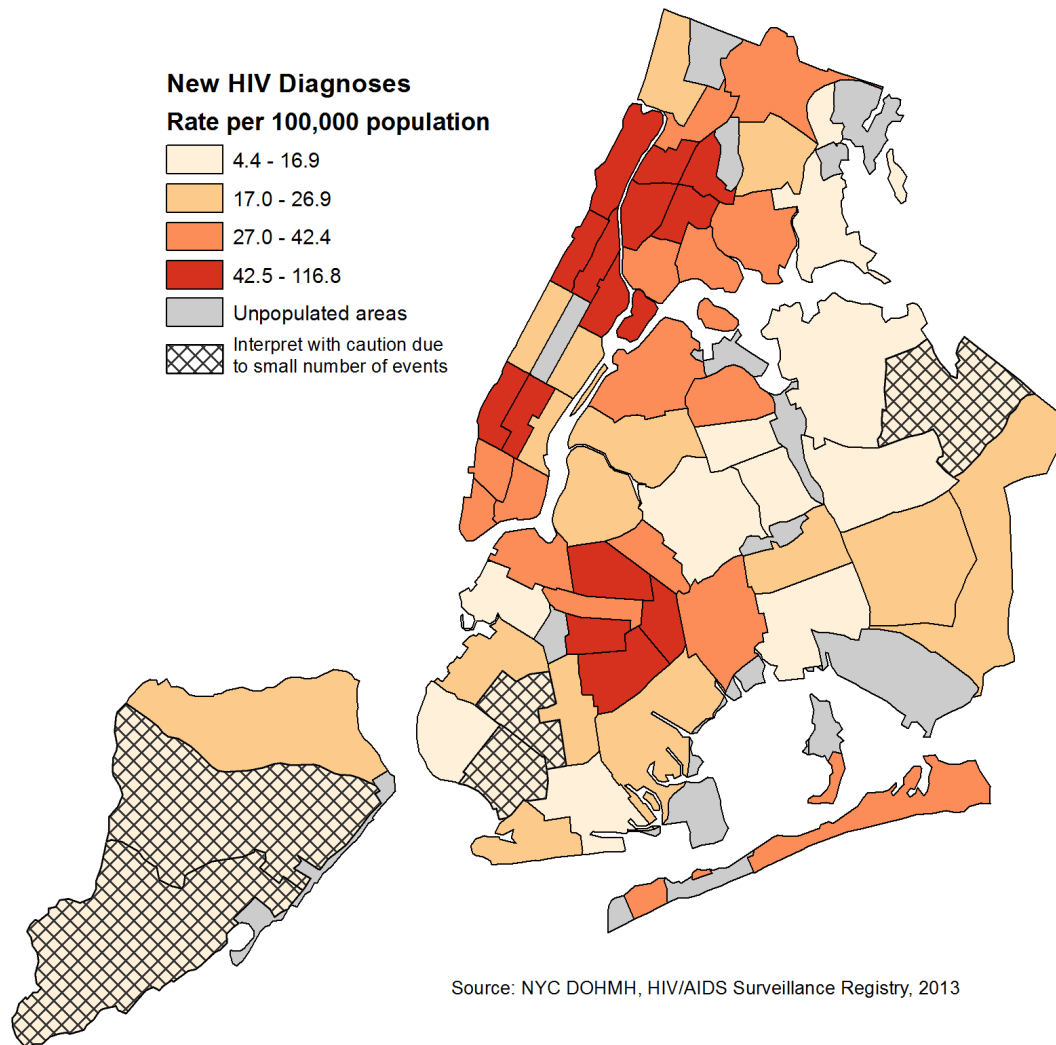 New HIV Diagnoses
Rate per 100,000 population
4.4 - 16.9
17.0 - 26.9
27.0 - 42.4
42.5 - 116.8
Unpopulated areas
Interpret with caution due
to small number of events
Source: NYC DOHMH, HIV/AIDS Surveillance Registry, 2013